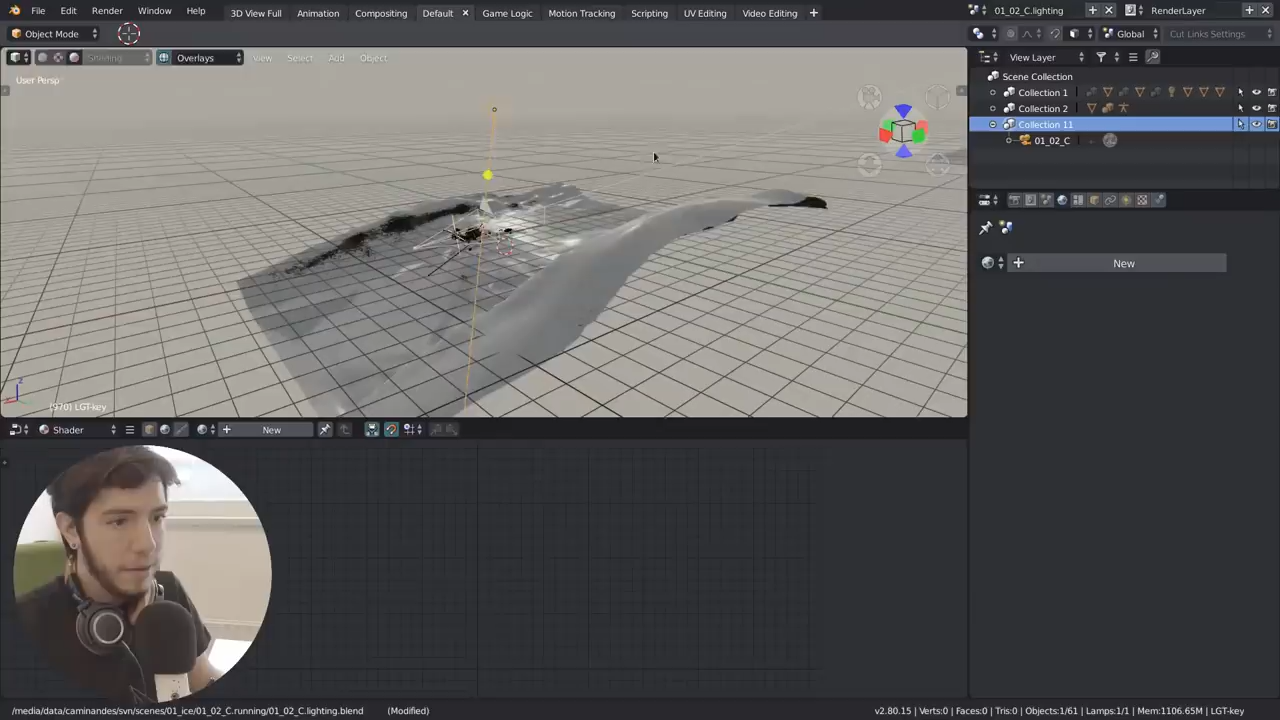 File Edit Render Window Help 3D View Full Animation Compositing Default Game Logic Motion Tracking Scripting UV Editing Video Editing 01_02_C.lighting RenderLayer
Object Mode Global Cut Links Settings
Shading Overlays View Select Add Object View Layer
User Persp
Scene Collection
Collection 1
Collection 2
Collection 11
01_02_C
New
z
(970) LGT-key
Shader New
/media/data/caminandes/svn/scenes/01_ice/01_02_C.running/01_02_C.lighting.blend (Modified) v2.80.15 | Verts:0 | Faces:0 | Tris:0 | Objects:1/61 | Lamps:1/1 | Mem:1106.65M | LGT-key